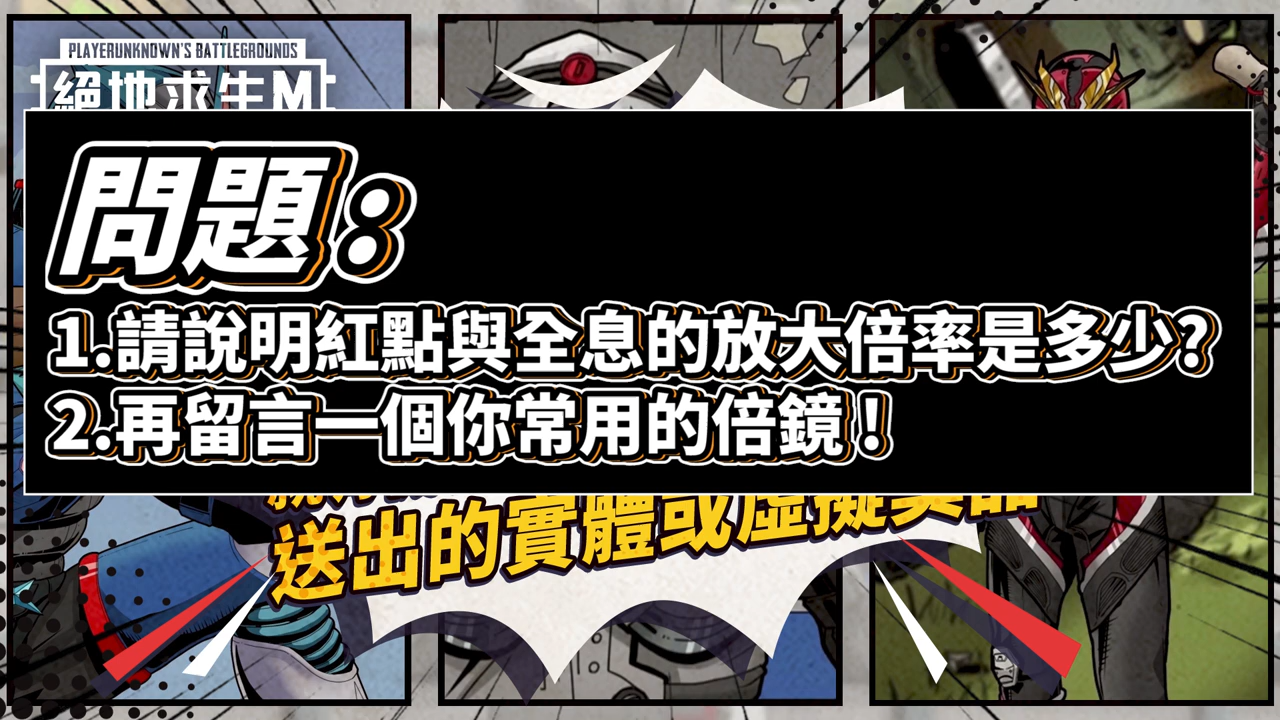 PLAYERUNKNOWN'S BATTLEGROUNDS
絕地求生M
問題8
1.請說明紅點與全息的放大倍率是多少?
2.再留言一個你常用的倍鏡!
送出的實體或虛擬獎品